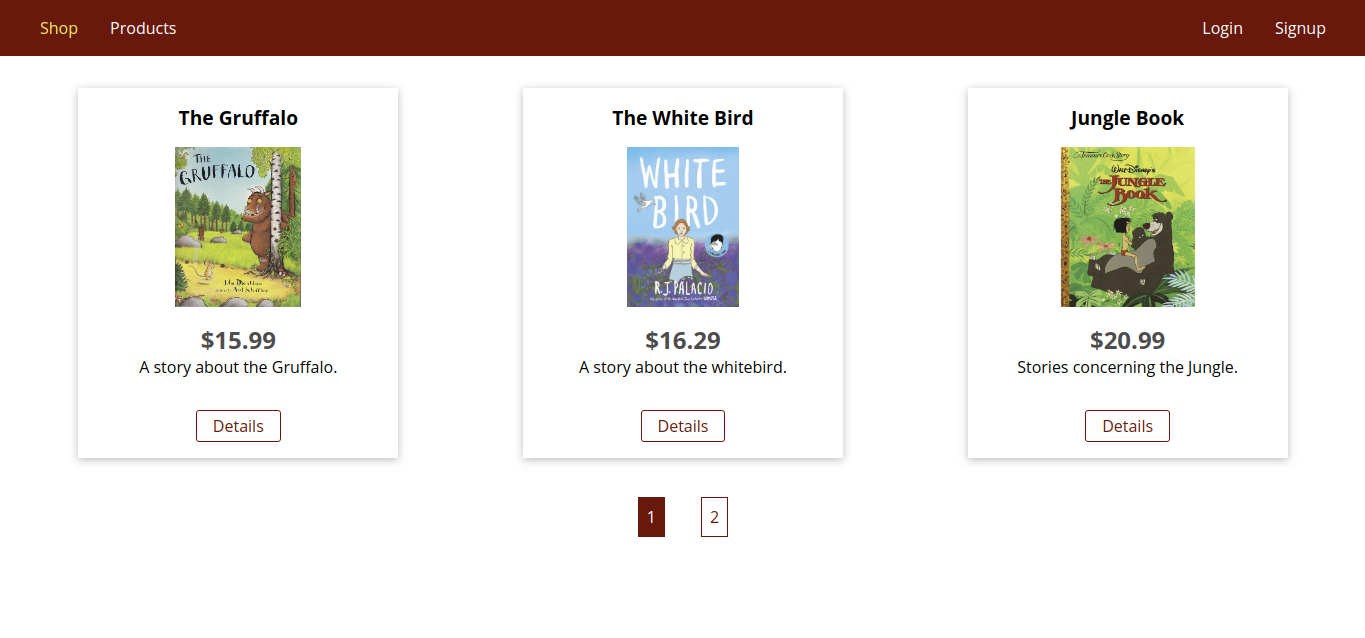 Shop Products Login Signup
The Gruffalo
THE
GRUFFALO
$15.99
A story about the Gruffalo.
Details
The White Bird
WHITE
BIRD
R.J. PALACIO
$16.29
A story about the whitebird.
Details
Jungle Book
Walt Disney's
THE JUNGLE
Book
$20.99
Stories concerning the Jungle.
Details
1 2